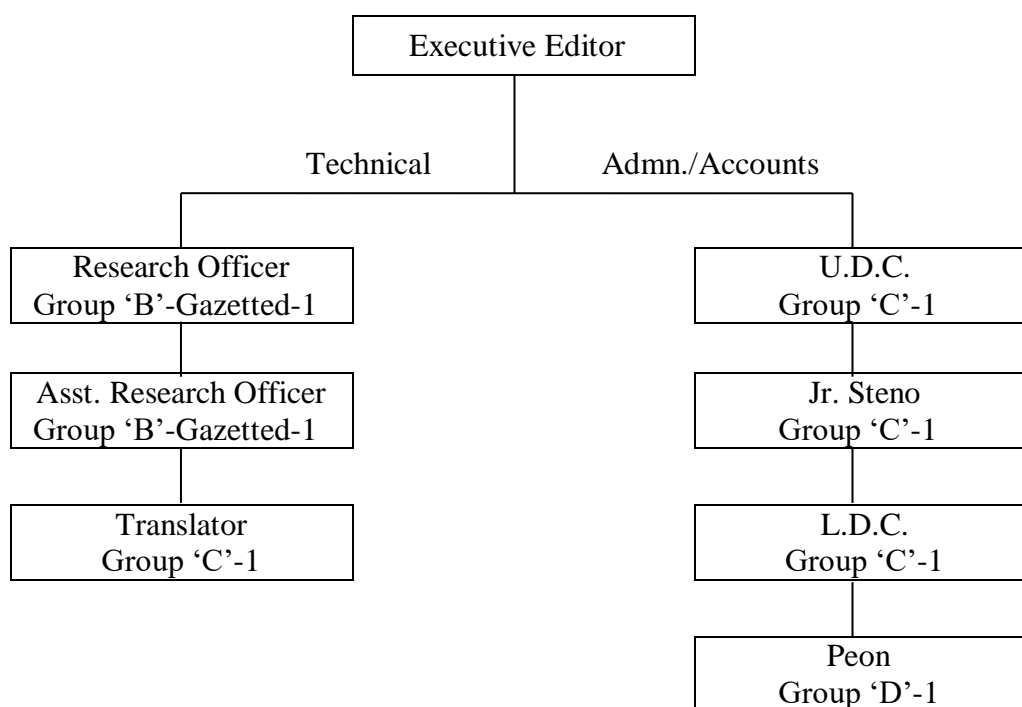 Executive Editor
Technical
Admn./Accounts
Research Officer
Group ‘B’-Gazetted-1
U.D.C.
Group ‘C’-1
Asst. Research Officer
Group ‘B’-Gazetted-1
Jr. Steno
Group ‘C’-1
Translator
Group ‘C’-1
L.D.C.
Group ‘C’-1
Peon
Group ‘D’-1